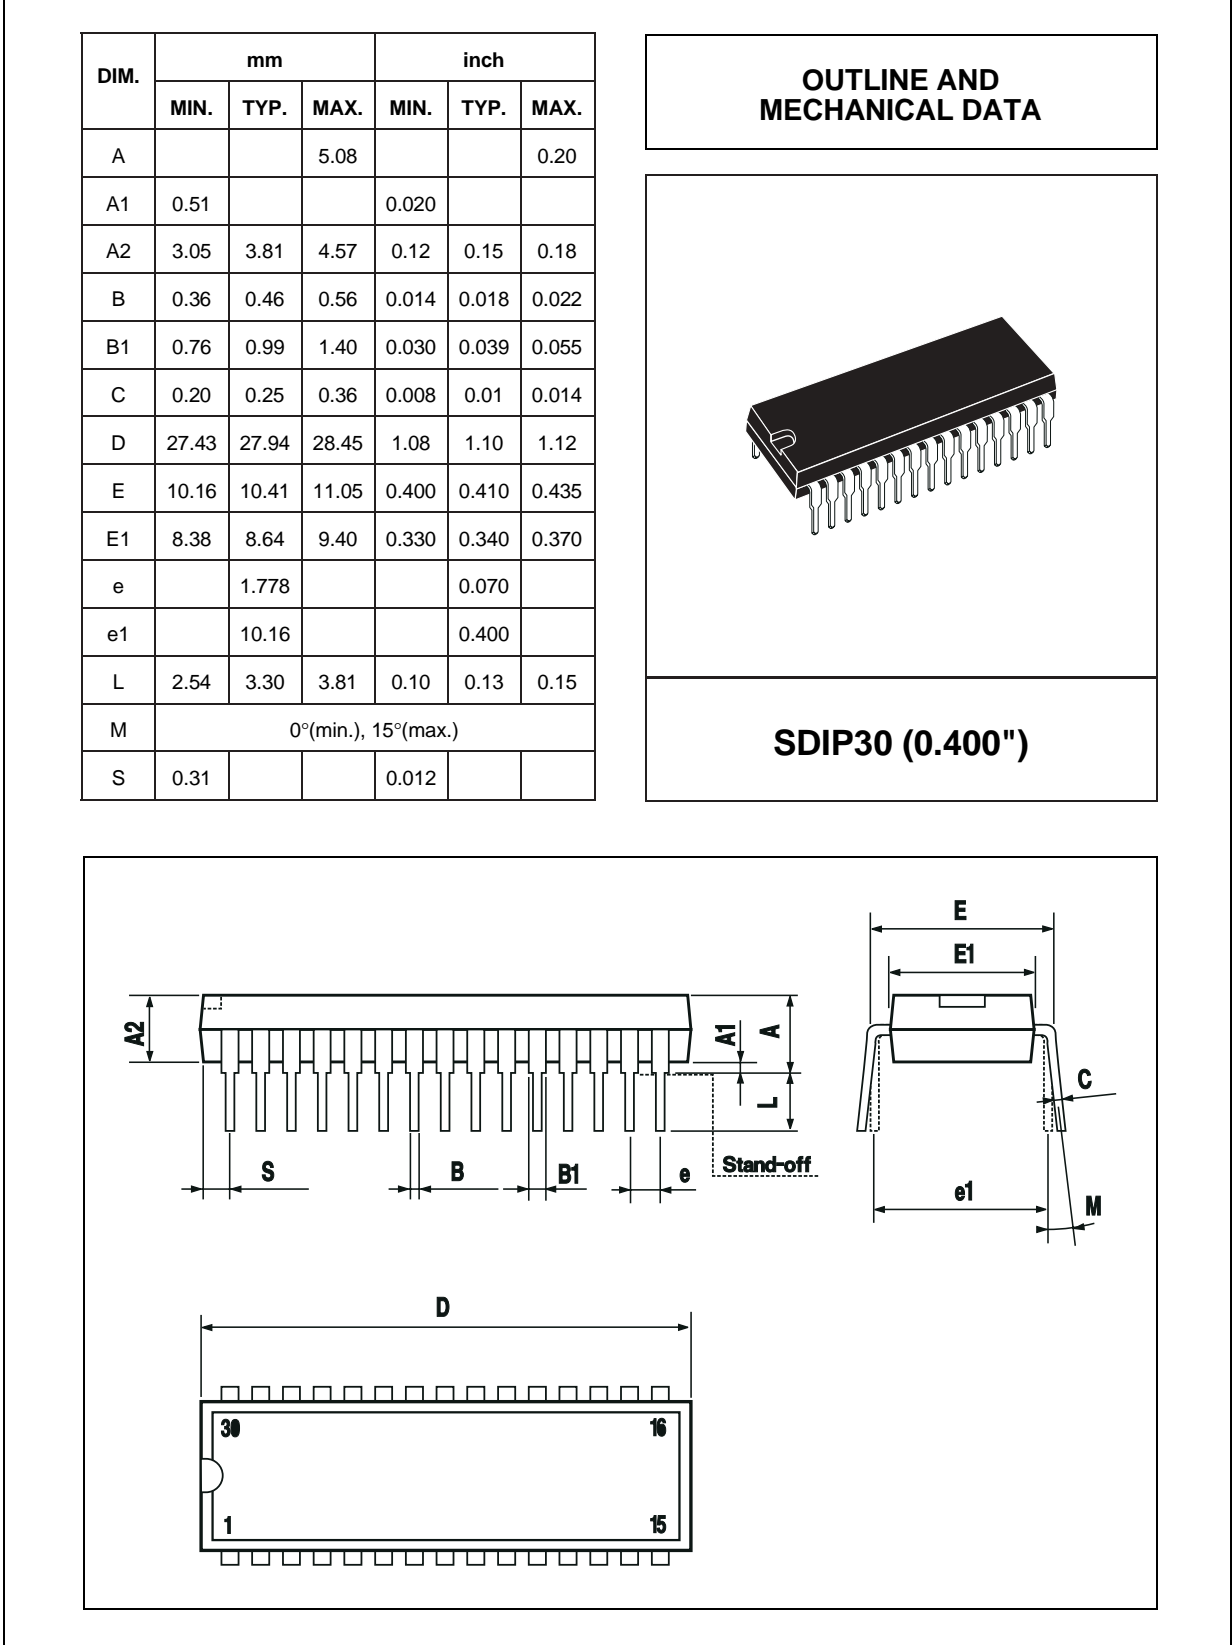 DIM. mm inch
MIN. TYP. MAX. MIN. TYP. MAX.
A 5.08 0.20
A1 0.51 0.020
A2 3.05 3.81 4.57 0.12 0.15 0.18
B 0.36 0.46 0.56 0.014 0.018 0.022
B1 0.76 0.99 1.40 0.030 0.039 0.055
C 0.20 0.25 0.36 0.008 0.01 0.014
D 27.43 27.94 28.45 1.08 1.10 1.12
E 10.16 10.41 11.05 0.400 0.410 0.435
E1 8.38 8.64 9.40 0.330 0.340 0.370
e 1.778 0.070
e1 10.16 0.400
L 2.54 3.30 3.81 0.10 0.13 0.15
M 0°(min.), 15°(max.)
S 0.31 0.012
OUTLINE AND
MECHANICAL DATA
SDIP30 (0.400")
A2
A1
A
L
S
B
B1
e
Stand-off
E
E1
C
e1
M
D
30
16
1
15